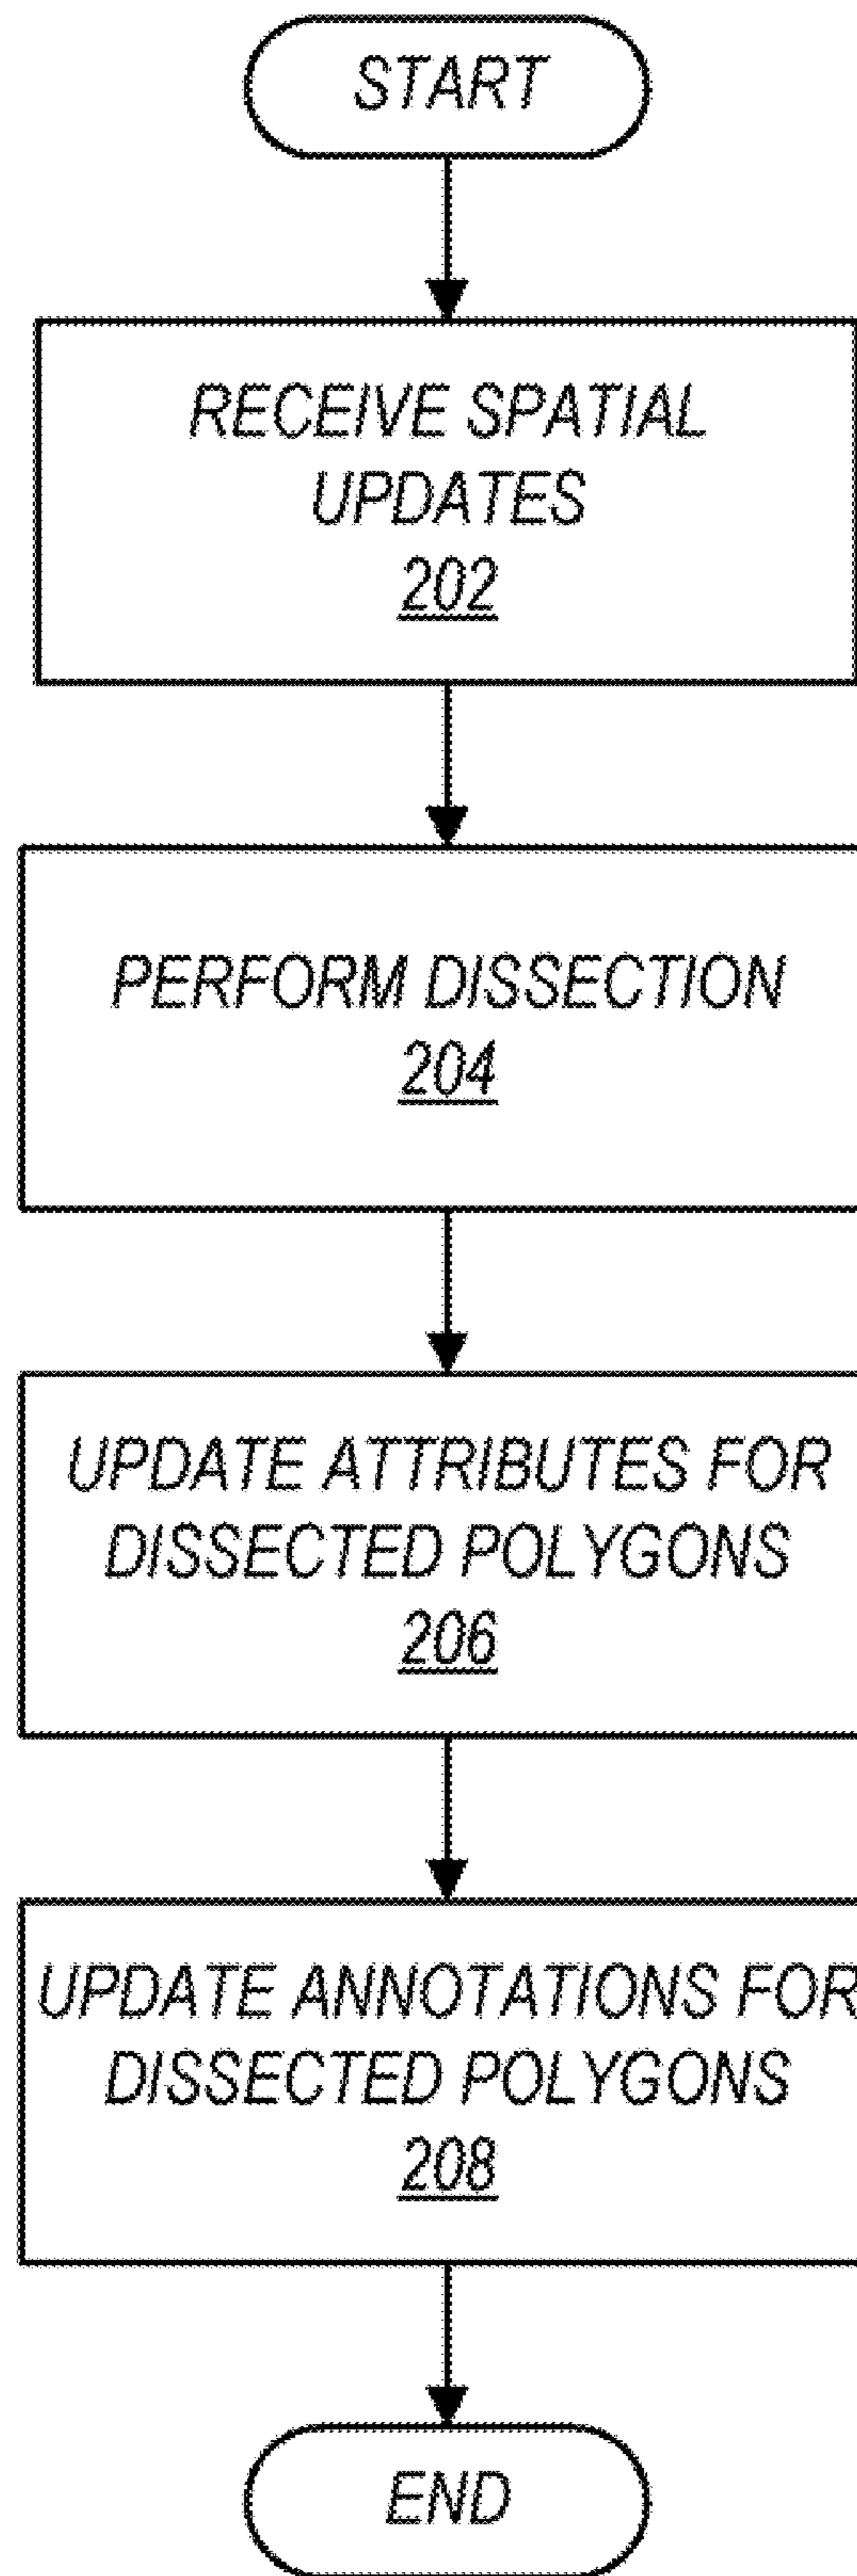 START
RECEIVE SPATIAL
UPDATES
202
PERFORM DISSECTION
204
UPDATE ATTRIBUTES FOR
DISSECTED POLYGONS
206
UPDATE ANNOTATIONS FOR
DISSECTED POLYGONS
208
END